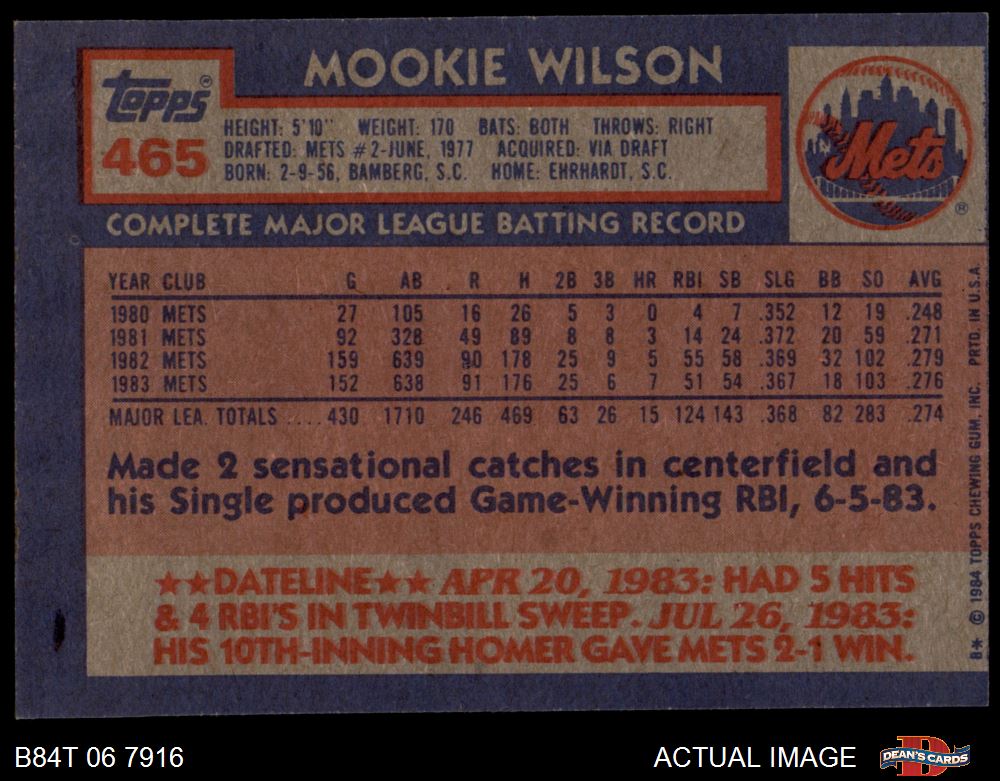 MOOKIE WILSON
Topps®
465
HEIGHT: 5'10" WEIGHT: 170 BATS: BOTH THROWS: RIGHT
DRAFTED: METS #2-JUNE, 1977 ACQUIRED: VIA DRAFT
BORN: 2-9-56, BAMBERG, S.C. HOME: EHRHARDT, S.C.
Mets
®
COMPLETE MAJOR LEAGUE BATTING RECORD
YEAR CLUB G AB R H 2B 3B HR RBI SB SLG BB SO AVG
1980 METS 27 105 16 26 5 3 0 4 7 .352 12 19 .248
1981 METS 92 328 49 89 8 8 3 14 24 .372 20 59 .271
1982 METS 159 639 90 178 25 9 5 55 58 .369 32 102 .279
1983 METS 152 638 91 176 25 6 7 51 54 .367 18 103 .276
MAJOR LEA. TOTALS .... 430 1710 246 469 63 26 15 124 143 .368 82 283 .274
Made 2 sensational catches in centerfield and
his Single produced Game-Winning RBI, 6-5-83.
★★DATELINE★★ APR 20, 1983: HAD 5 HITS
& 4 RBI'S IN TWINBILL SWEEP. JUL 26, 1983:
HIS 10TH-INNING HOMER GAVE METS 2-1 WIN.
B* © 1984 TOPPS CHEWING GUM, INC. PRTD. IN U.S.A.
B84T 06 7916
ACTUAL IMAGE
DEAN'S CARDS